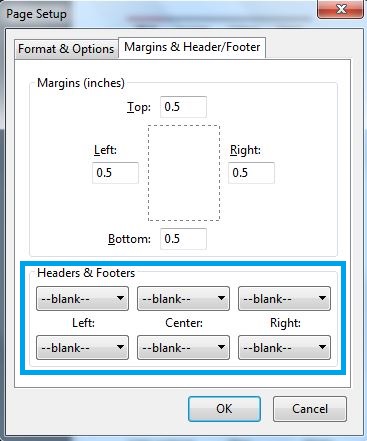 Page Setup
Format & Options
Margins & Header/Footer
Margins (inches)
Top: 0.5
Left:
Right:
0.5
0.5
Bottom: 0.5
Headers & Footers
--blank-- --blank-- --blank--
Left: Center: Right:
--blank-- --blank-- --blank--
OK
Cancel